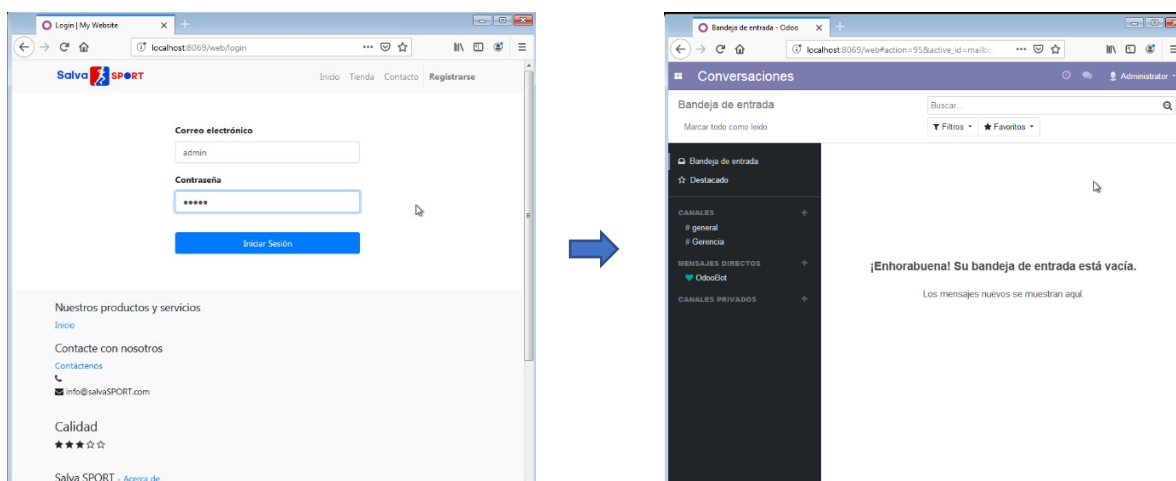 Login | My Website
localhost:8069/web/login
Salva SPORT
Inicio Tienda Contacto Registrarse
Correo electrónico
admin
Contraseña
•••••
Iniciar Sesión
Nuestros productos y servicios
Inicio
Contacte con nosotros
Contáctenos
info@salvaSPORT.com
Calidad
Salva SPORT - Acerca de
Bandeja de entrada - Odoo
localhost:8069/web#action=95&active_id=mailbo
Conversaciones
Administrator
Bandeja de entrada
Buscar...
Marcar todo como leído
Filtros
Favoritos
Bandeja de entrada
Destacado
CANALES
# general
# Gerencia
MENSAJES DIRECTOS
OdooBot
CANALES PRIVADOS
¡Enhorabuena! Su bandeja de entrada está vacía.
Los mensajes nuevos se muestran aquí.